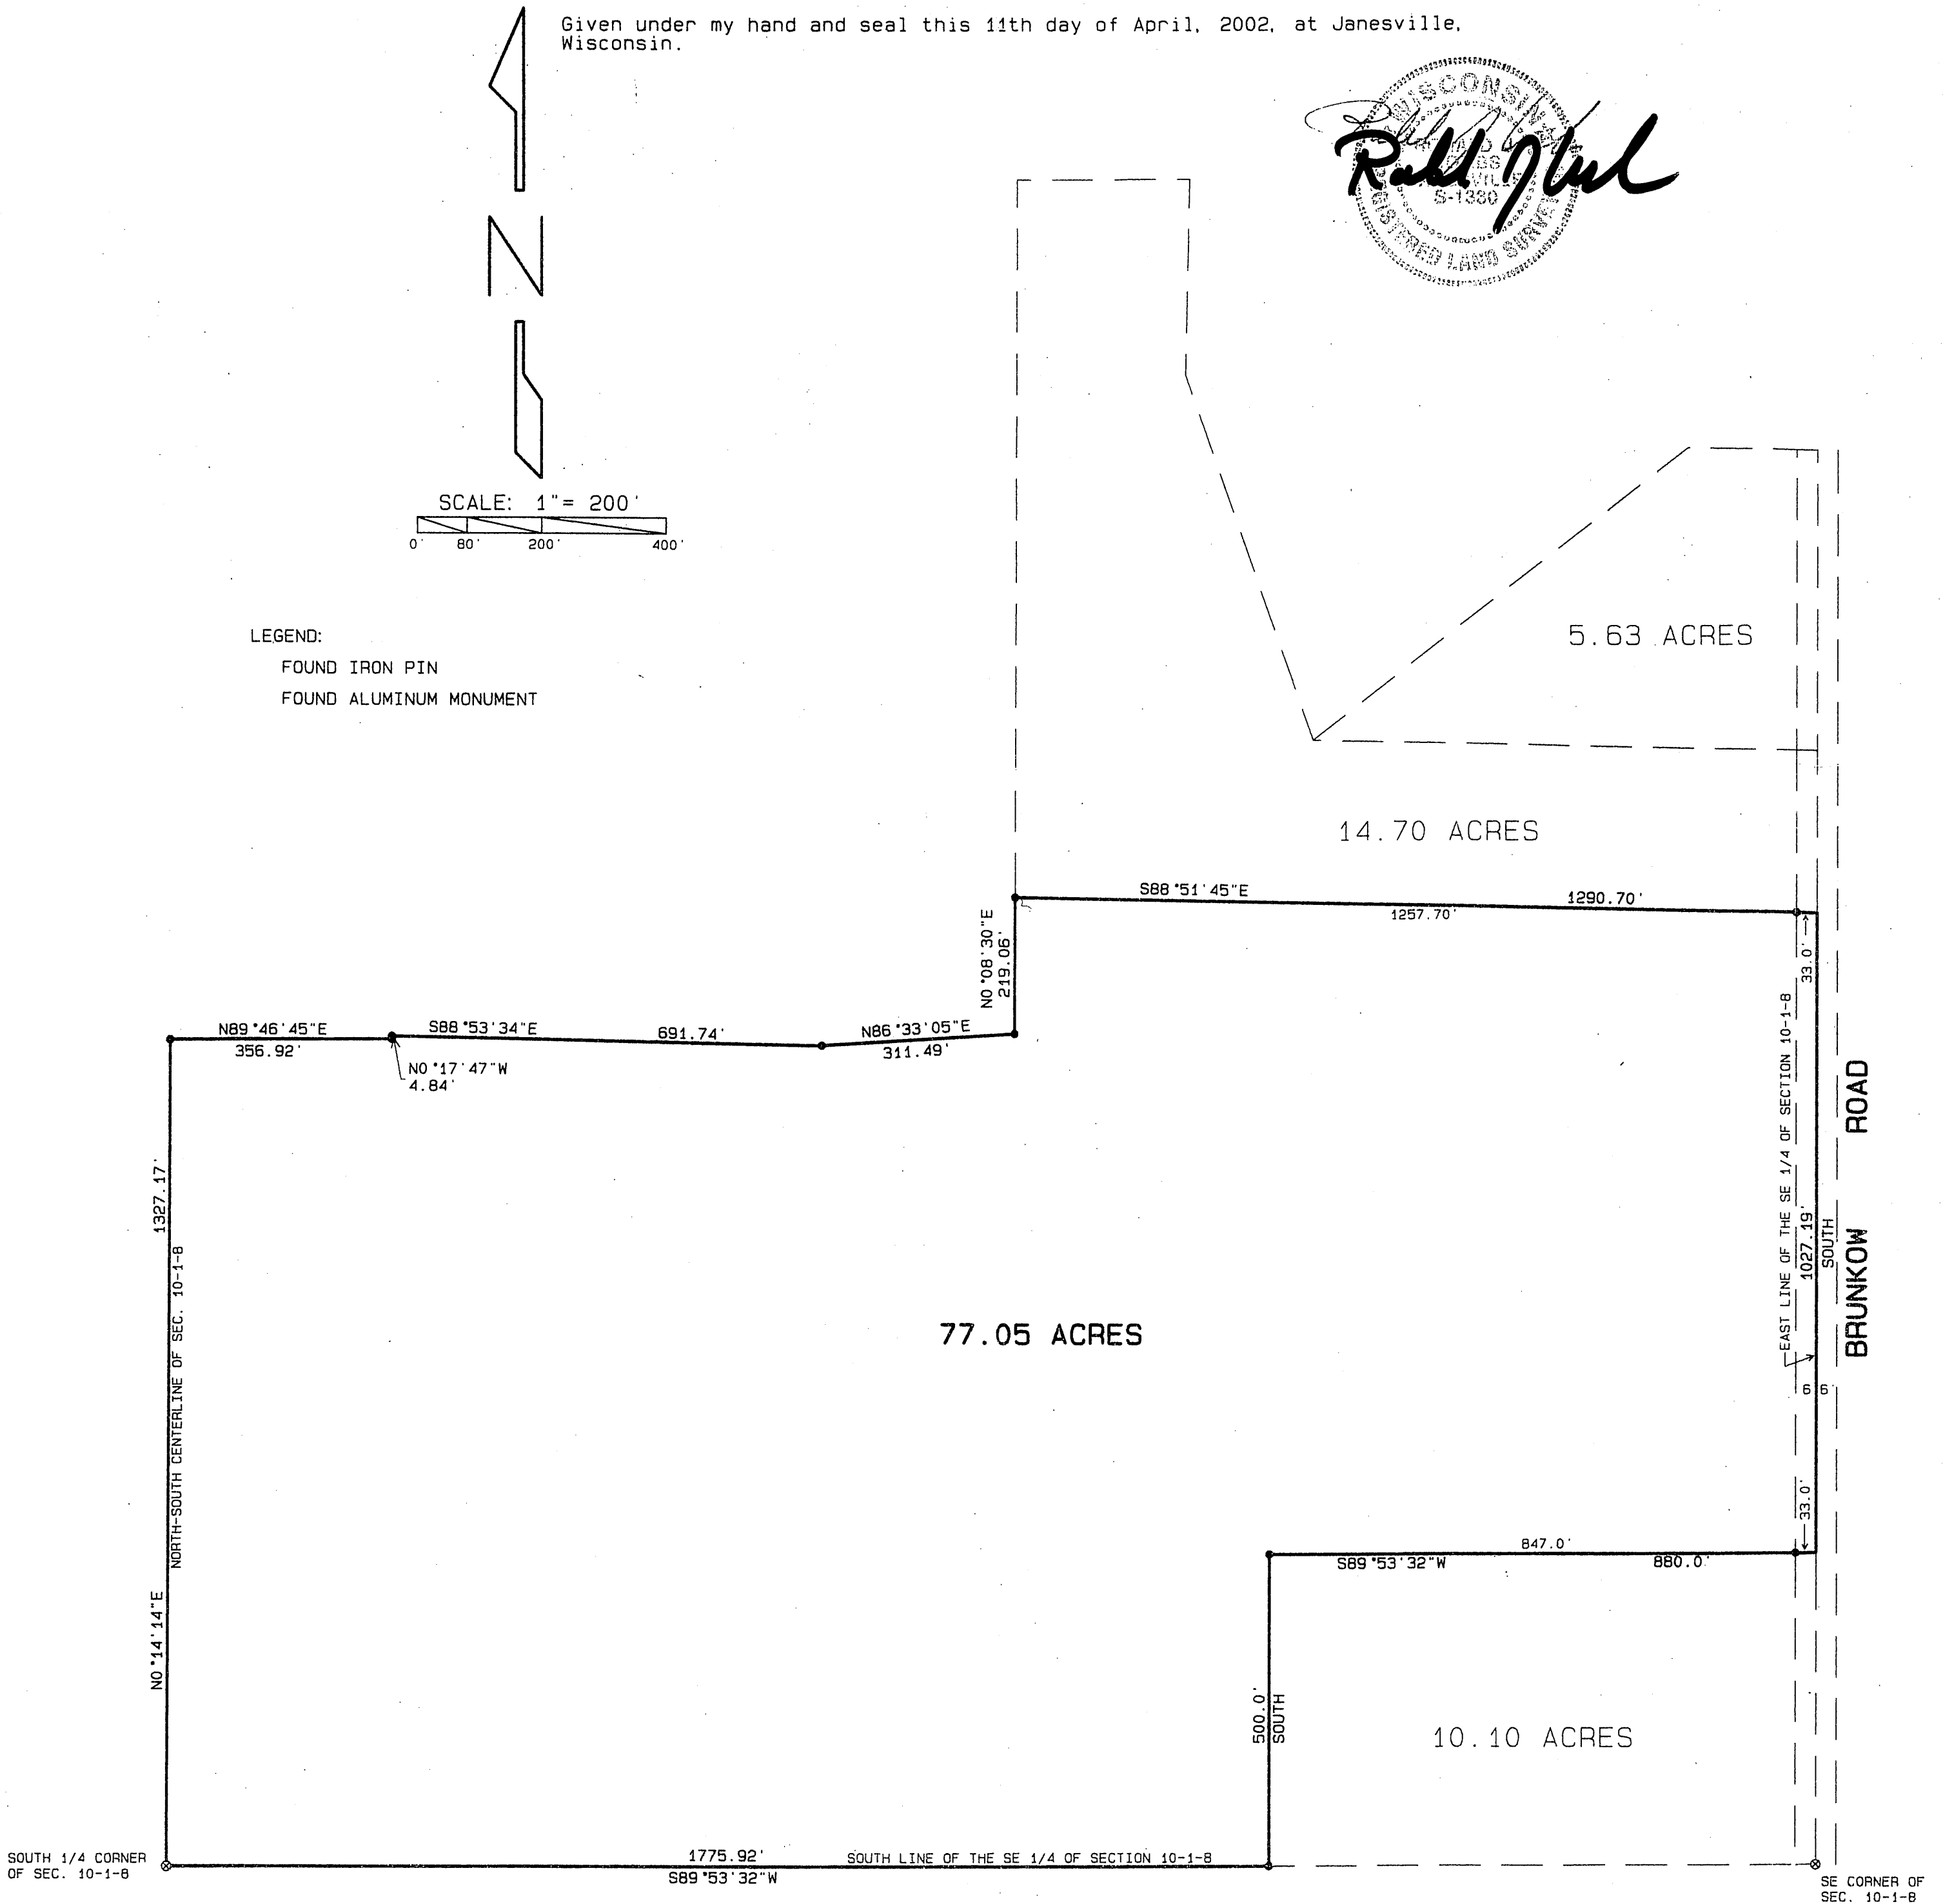 Given under my hand and seal this 11th day of April, 2002, at Janesville,
Wisconsin.
WISCONSIN
S-1380
LAND
N
SCALE: 1"= 200'
0' 80' 200' 400'
LEGEND:
FOUND IRON PIN
FOUND ALUMINUM MONUMENT
5.63 ACRES
14.70 ACRES
S88°51'45"E
1290.70'
1257.70'
N0°08'30"E
219.06'
33.0'
N89°46'45"E
356.92'
S88°53'34"E
691.74'
N86°33'05"E
311.49'
N0°17'47"W
4.84'
1327.17'
NORTH-SOUTH CENTERLINE OF SEC. 10-1-8
N0°14'14"E
EAST LINE OF THE SE 1/4 OF SECTION 10-1-8
1027.19'
SOUTH
BRUNKOW ROAD
77.05 ACRES
6 6
33.0'
847.0'
S89°53'32"W
880.0'
500.0'
SOUTH
10.10 ACRES
SOUTH 1/4 CORNER
OF SEC. 10-1-8
1775.92'
SOUTH LINE OF THE SE 1/4 OF SECTION 10-1-8
S89°53'32"W
SE CORNER OF
SEC. 10-1-8